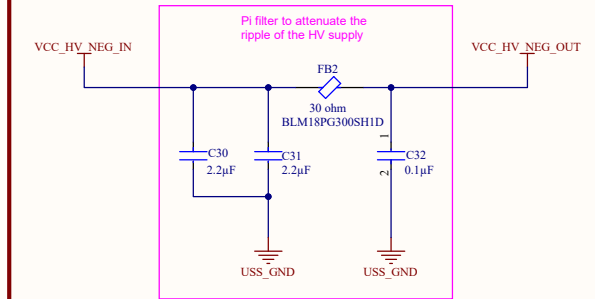 Pi filter to attenuate the
ripple of the HV supply
VCC_HV_NEG_IN
VCC_HV_NEG_OUT
FB2
30 ohm
BLM18PG300SH1D
C30
2.2µF
C31
2.2µF
1
C32
2
0.1µF
USS_GND
USS_GND